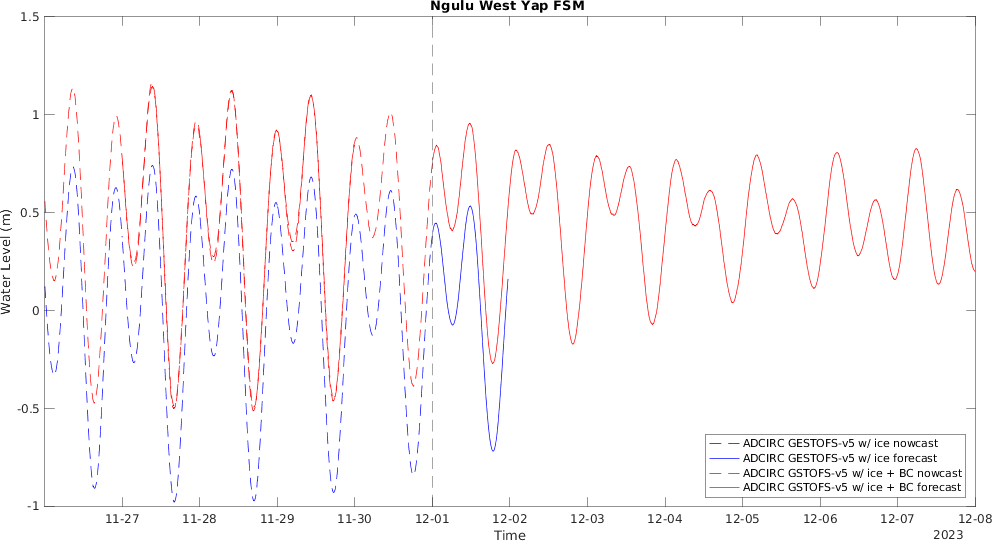 Ngulu West Yap FSM
1.5
1
0.5
0
-0.5
-1
Water Level (m)
11-27 11-28 11-29 11-30 12-01 12-02 12-03 12-04 12-05 12-06 12-07 12-08
Time
2023
ADCIRC GESTOFS-v5 w/ ice nowcast
ADCIRC GESTOFS-v5 w/ ice forecast
ADCIRC GSTOFS-v5 w/ ice + BC nowcast
ADCIRC GSTOFS-v5 w/ ice + BC forecast